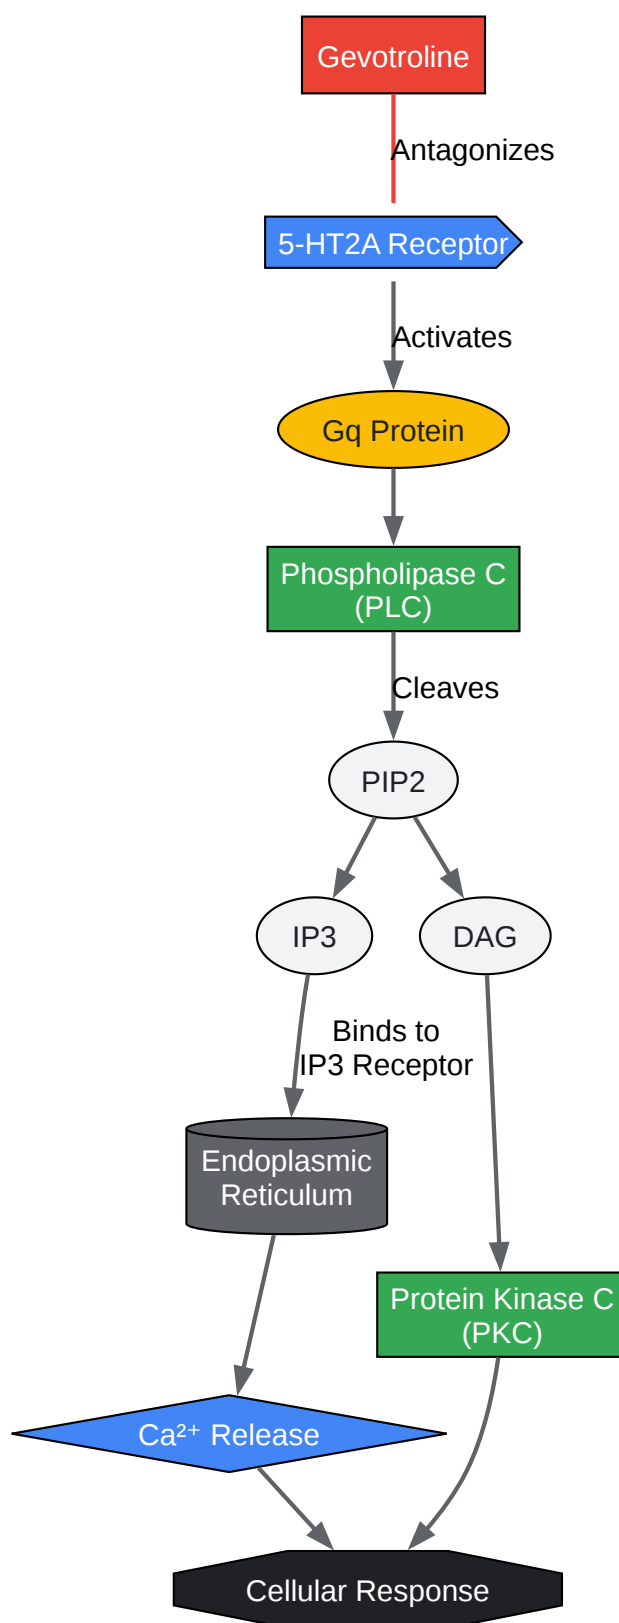 Gevotroline
Antagonizes
5-HT2A Receptor
Activates
Gq Protein
Phospholipase C
(PLC)
Cleaves
PIP2
IP3
DAG
Binds to
IP3 Receptor
Endoplasmic
Reticulum
Protein Kinase C
(PKC)
Ca²⁺ Release
Cellular Response